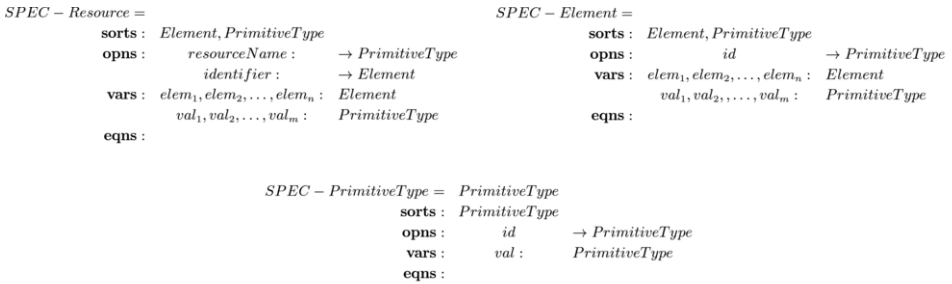 SPEC − Resource =
sorts : Element, PrimitiveType
opns : resourceName : → PrimitiveType
identifier : → Element
vars : elem₁, elem₂, . . . , elemₙ : Element
val₁, val₂, . . . , valₘ : PrimitiveType
eqns :
SPEC − Element =
sorts : Element, PrimitiveType
opns : id → PrimitiveType
vars : elem₁, elem₂, . . . , elemₙ : Element
val₁, val₂, , . . . , valₘ : PrimitiveType
eqns :
SPEC − PrimitiveType = PrimitiveType
sorts : PrimitiveType
opns : id → PrimitiveType
vars : val : PrimitiveType
eqns :